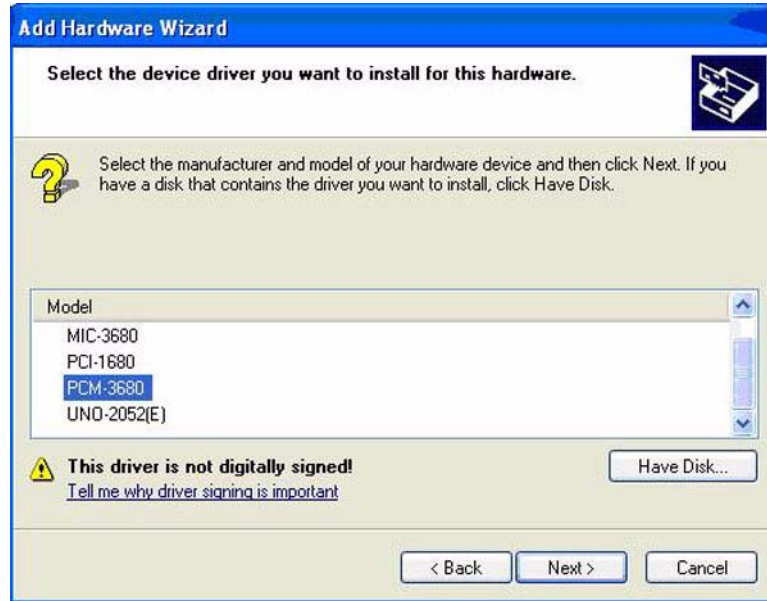 Add Hardware Wizard
Select the device driver you want to install for this hardware.
Select the manufacturer and model of your hardware device and then click Next. If you
have a disk that contains the driver you want to install, click Have Disk.
Model
MIC-3680
PCI-1680
PCM-3680
UNO-2052(E)
This driver is not digitally signed!
Have Disk...
Tell me why driver signing is important
< Back
Next >
Cancel